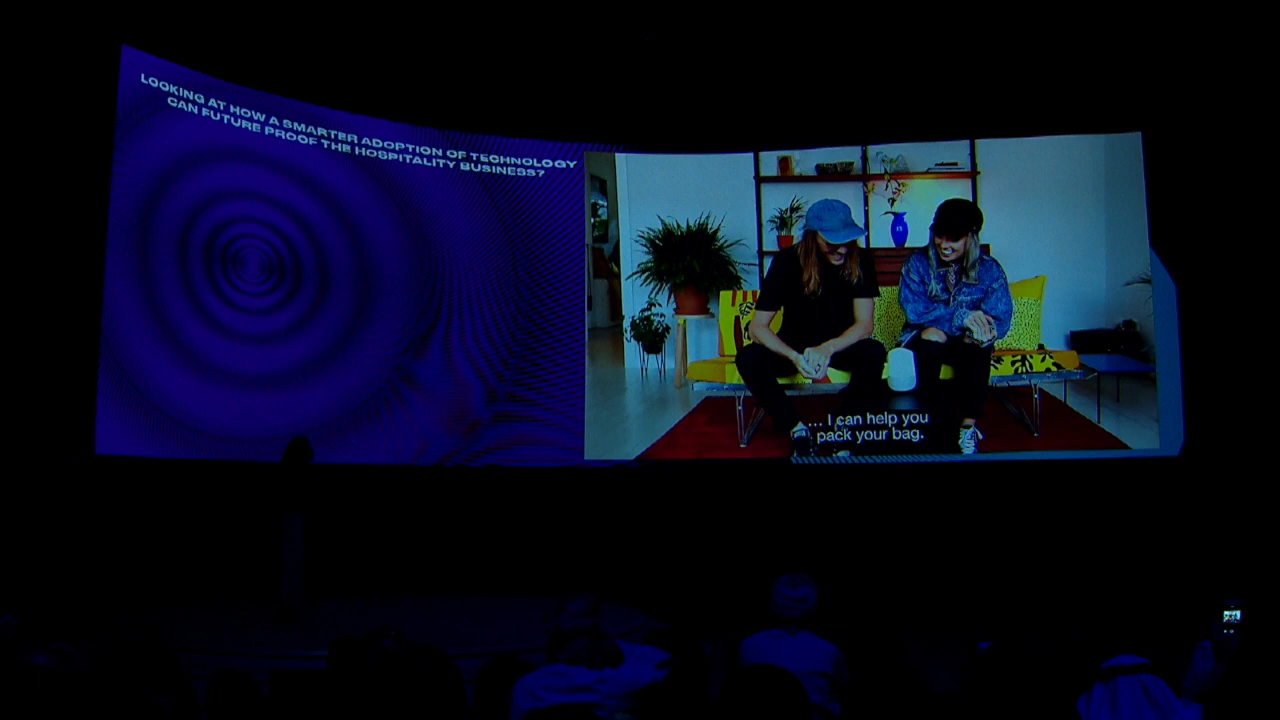 LOOKING AT HOW A SMARTER ADOPTION OF TECHNOLOGY
CAN FUTURE PROOF THE HOSPITALITY BUSINESS?
... I can help you
pack your bag.